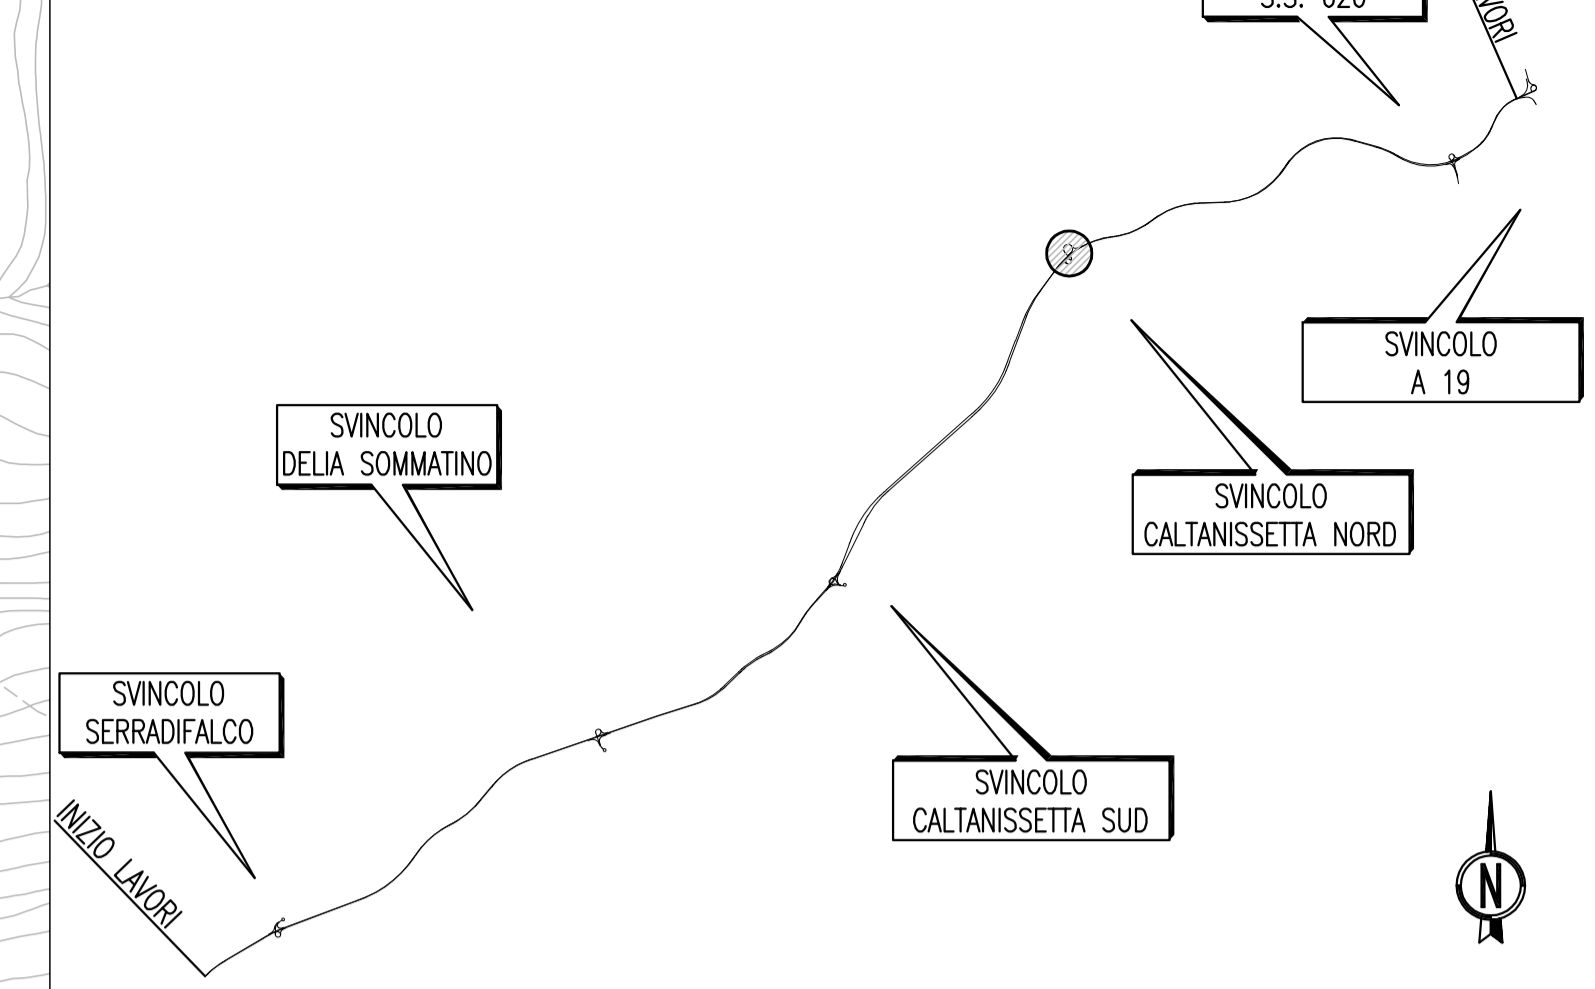 SVINCOLO
A 19
SVINCOLO
DELIA SOMMATINO
SVINCOLO
CALTANISSETTA NORD
SVINCOLO
SERRADIFALCO
SVINCOLO
CALTANISSETTA SUD
INIZIO LAVORI
N